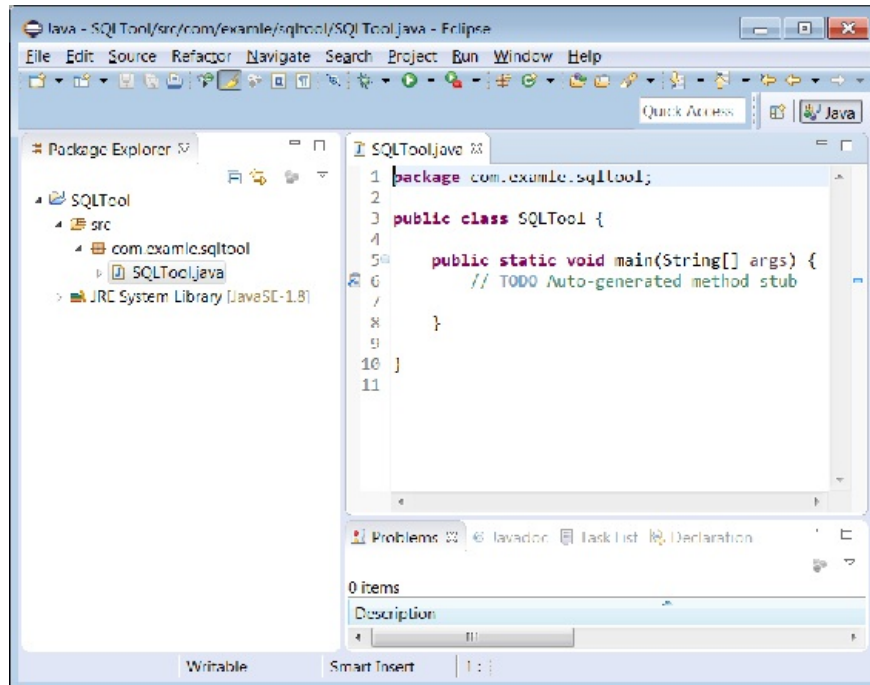 Java - SQLTool/src/com/examle/sqltool/SQLTool.java - Eclipse
File Edit Source Refactor Navigate Search Project Run Window Help
Quick Access Java
Package Explorer
SQLTool
src
com.examle.sqltool
SQLTool.java
JRE System Library [JavaSE-1.8]
SQLTool.java
1 package com.examle.sqltool;
2
3 public class SQLTool {
4
5 public static void main(String[] args) {
6 // TODO Auto-generated method stub
7
8 }
9
10 }
11
Problems Javadoc Task List Declaration
0 items
Description
Writable Smart Insert